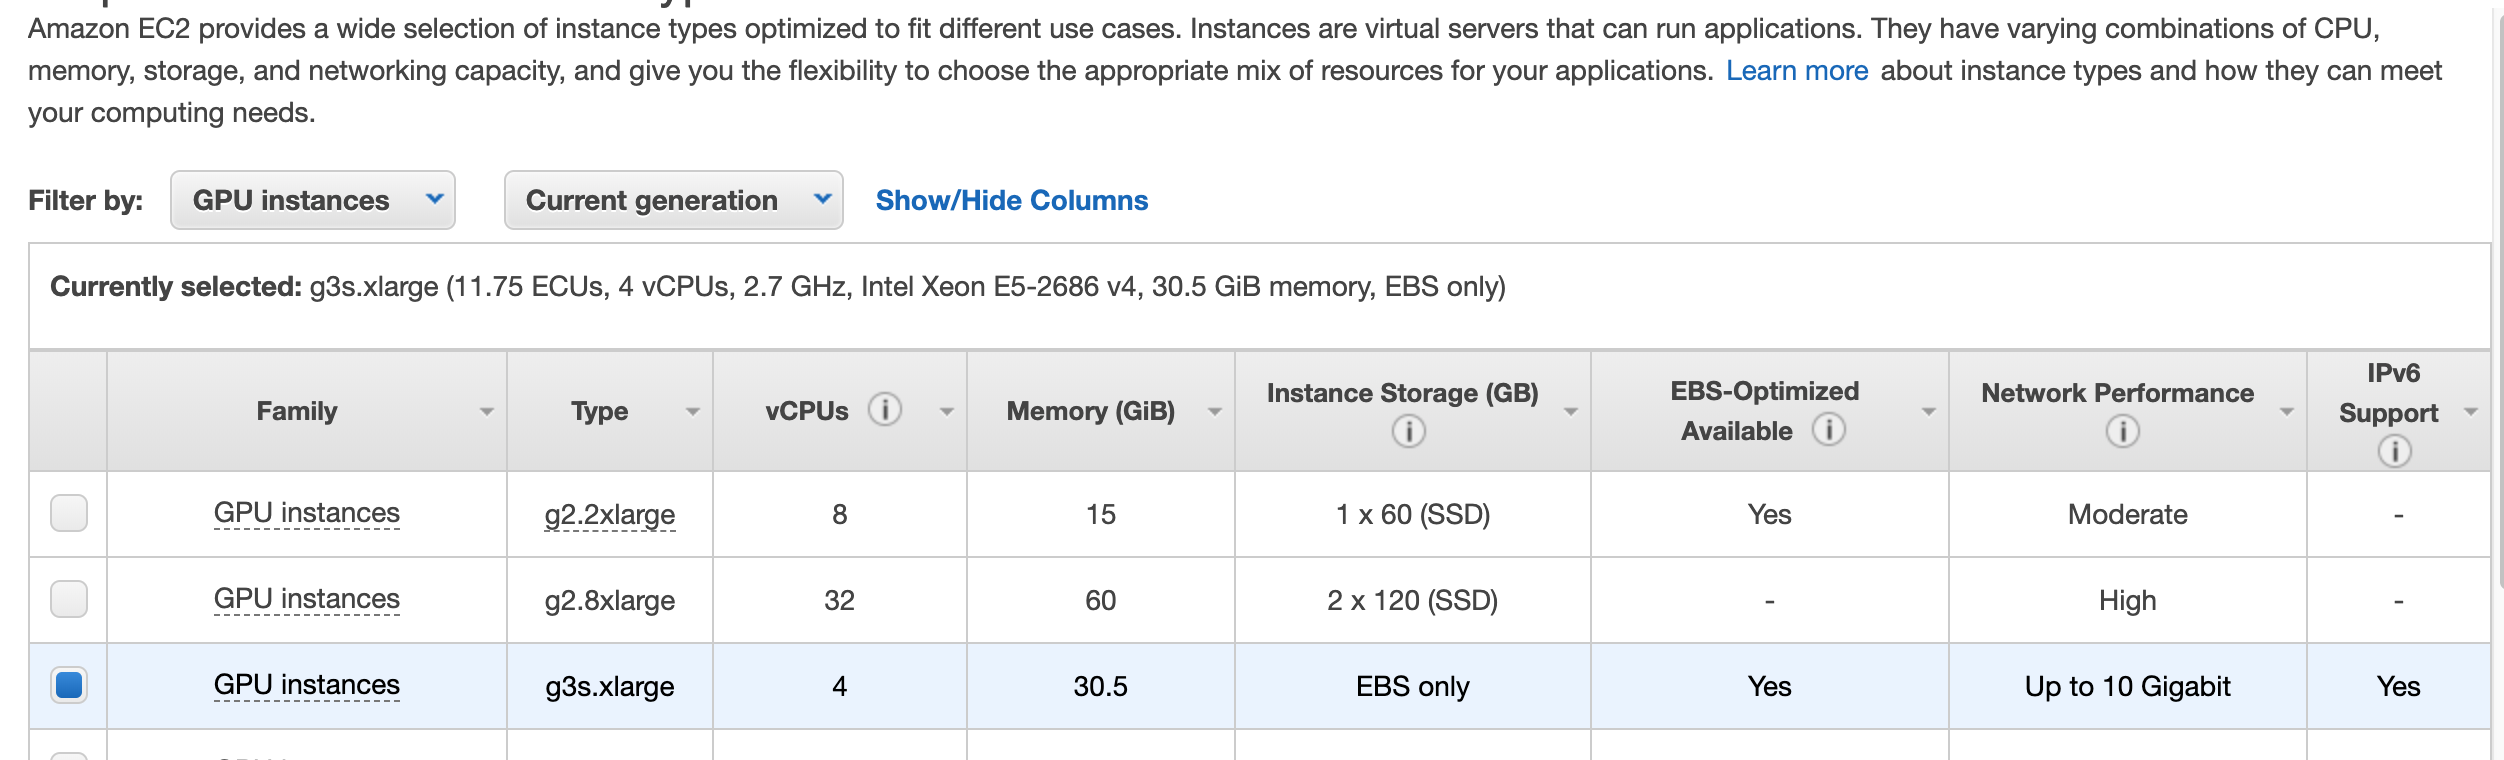 Amazon EC2 provides a wide selection of instance types optimized to fit different use cases. Instances are virtual servers that can run applications. They have varying combinations of CPU,
memory, storage, and networking capacity, and give you the flexibility to choose the appropriate mix of resources for your applications. Learn more about instance types and how they can meet
your computing needs.
Filter by: GPU instances Current generation Show/Hide Columns
Currently selected: g3s.xlarge (11.75 ECUs, 4 vCPUs, 2.7 GHz, Intel Xeon E5-2686 v4, 30.5 GiB memory, EBS only)
Family Type vCPUs Memory (GiB) Instance Storage (GB) EBS-Optimized Available Network Performance IPv6 Support
GPU instances g2.2xlarge 8 15 1 x 60 (SSD) Yes Moderate -
GPU instances g2.8xlarge 32 60 2 x 120 (SSD) - High -
GPU instances g3s.xlarge 4 30.5 EBS only Yes Up to 10 Gigabit Yes